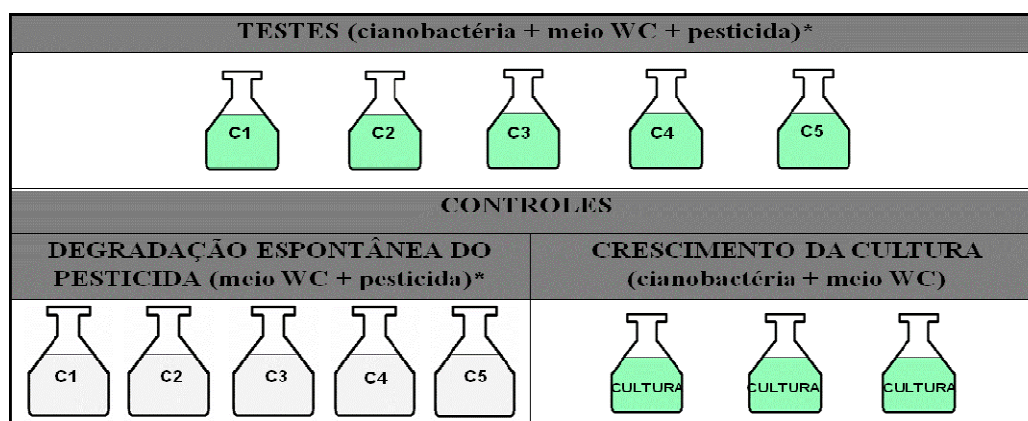 TESTES (cianobactéria + meio WC + pesticida)*
C1 C2 C3 C4 C5
CONTROLES
DEGRADAÇÃO ESPONTÂNEA DO
PESTICIDA (meio WC + pesticida)*
CRESCIMENTO DA CULTURA
(cianobactéria + meio WC)
C1 C2 C3 C4 C5
CULTURA CULTURA CULTURA